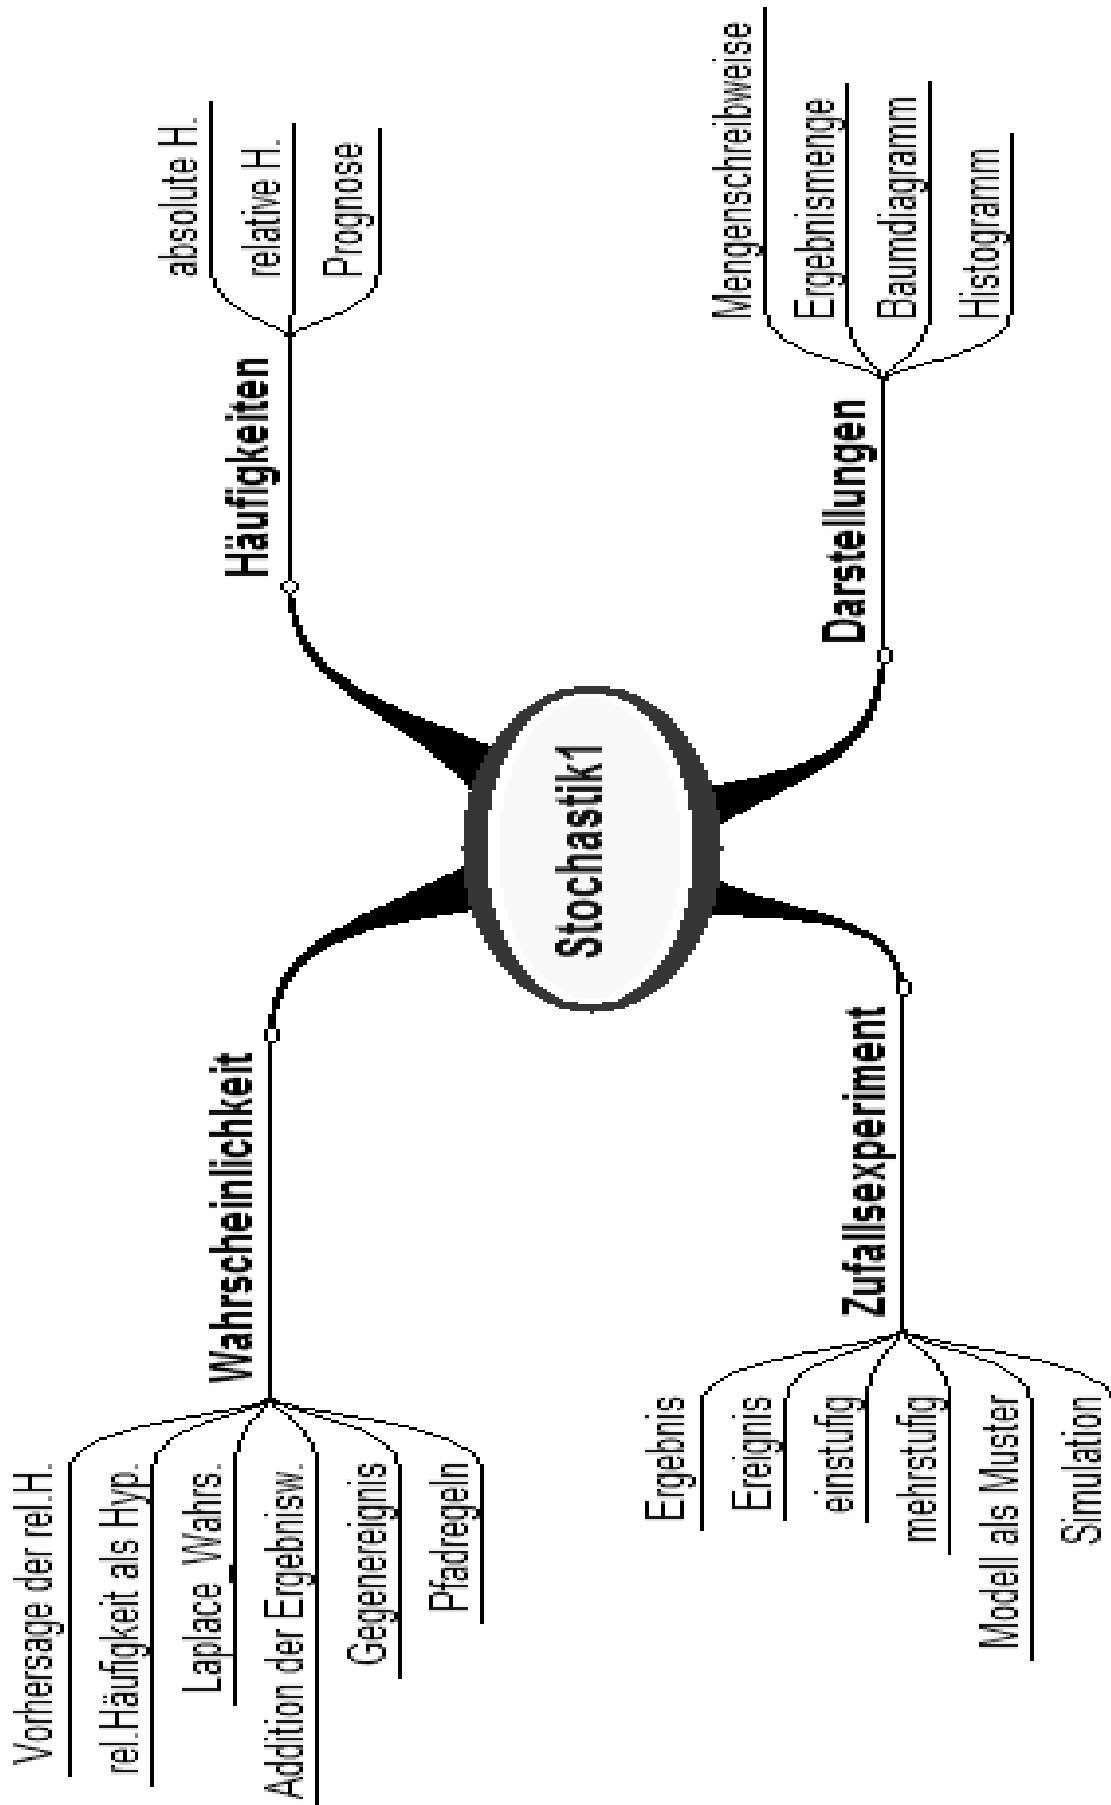 Stochastik1
Wahrscheinlichkeit
Vorhersage der rel.H.
rel.Häufigkeit als Hyp.
Laplace Wahrs.
Addition der Ergebnisw.
Gegenereignis
Pfadregeln
Häufigkeiten
absolute H.
relative H.
Prognose
Zufallsexperiment
Ergebnis
Ereignis
einstufig
mehrstufig
Modell als Muster
Simulation
Darstellungen
Mengenschreibweise
Ergebnismenge
Baumdiagramm
Histogramm